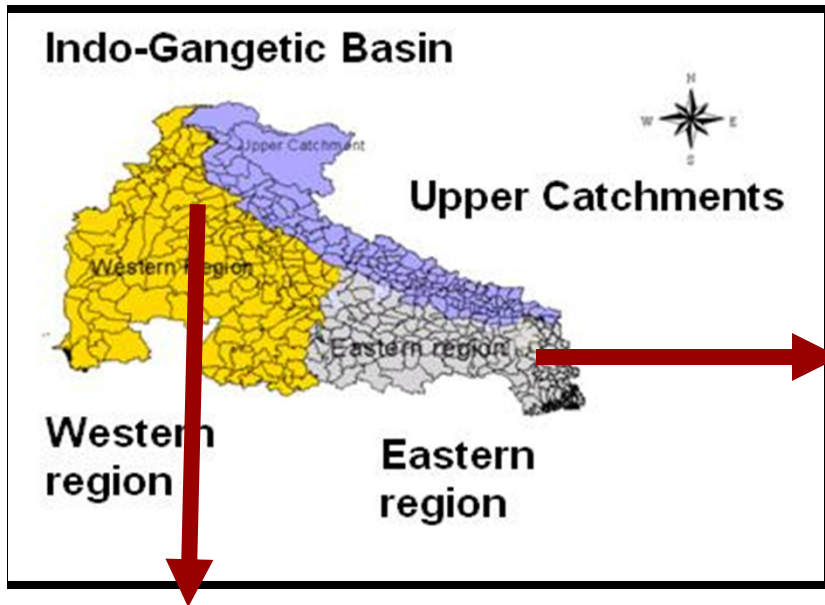 Indo-Gangetic Basin
N
W E
S
Upper Catchment
Upper Catchments
Western Region
Eastern region
Western
region
Eastern
region